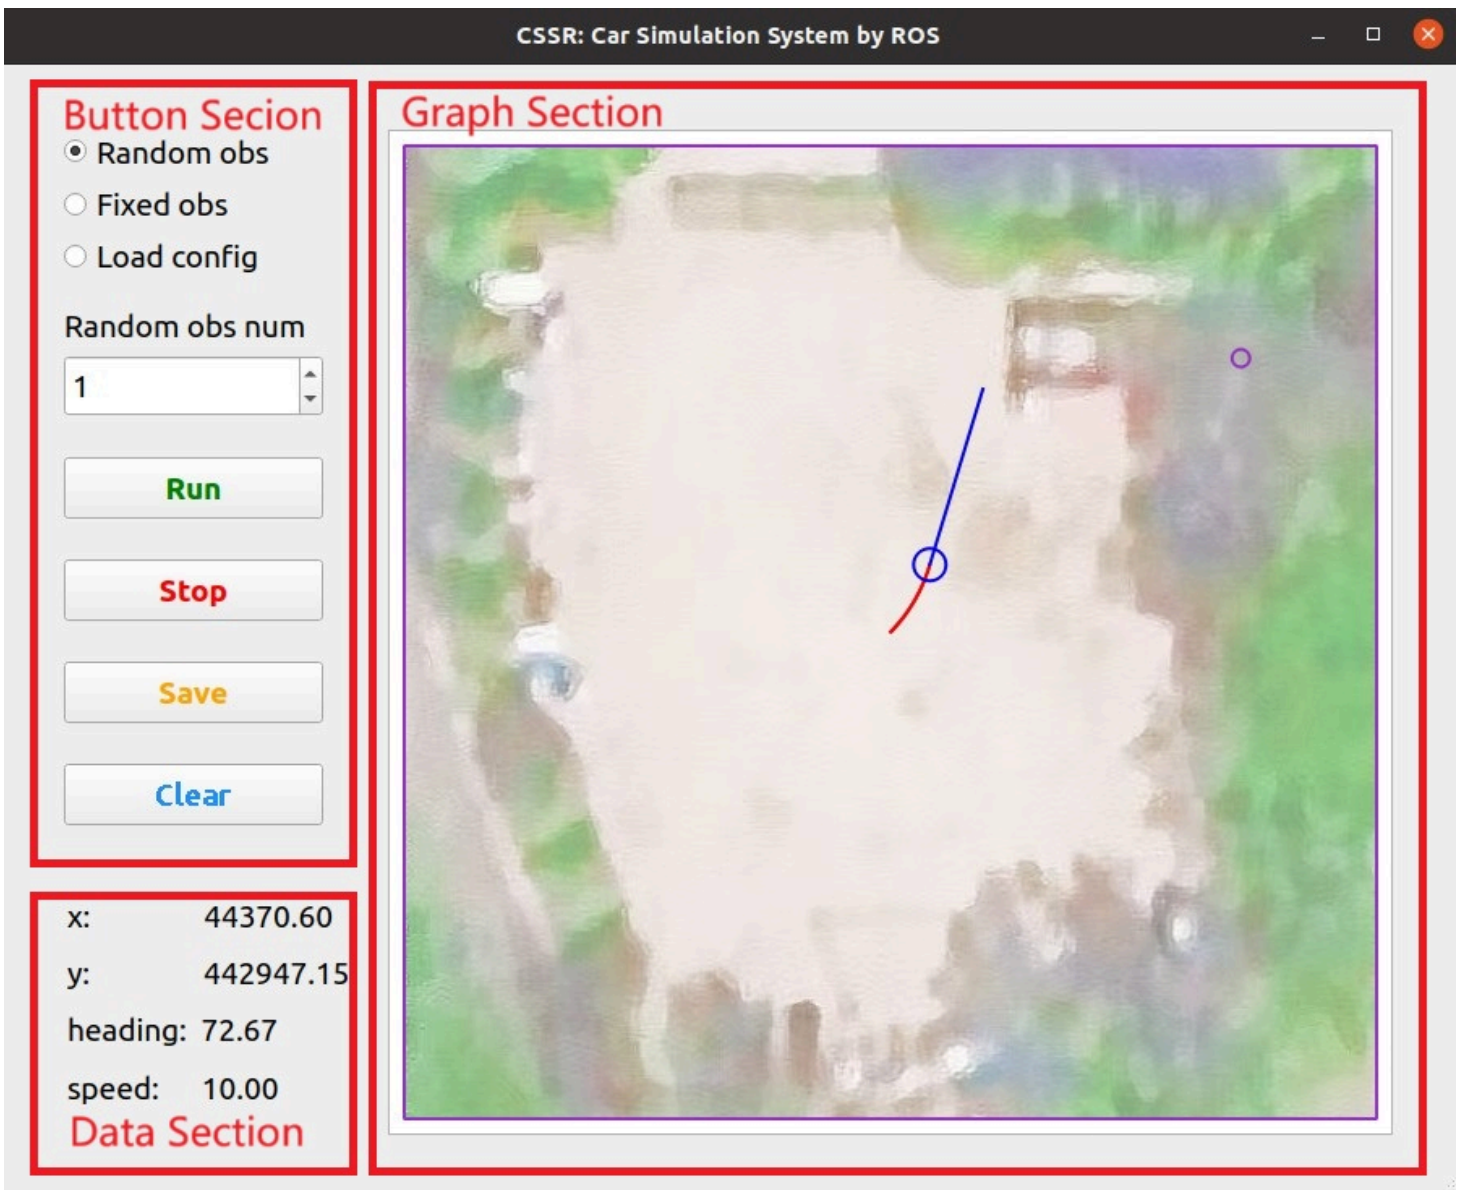 CSSR: Car Simulation System by ROS
Button Secion
Random obs
Fixed obs
Load config
Random obs num
1
Run
Stop
Save
Clear
x: 44370.60
y: 442947.15
heading: 72.67
speed: 10.00
Data Section
Graph Section